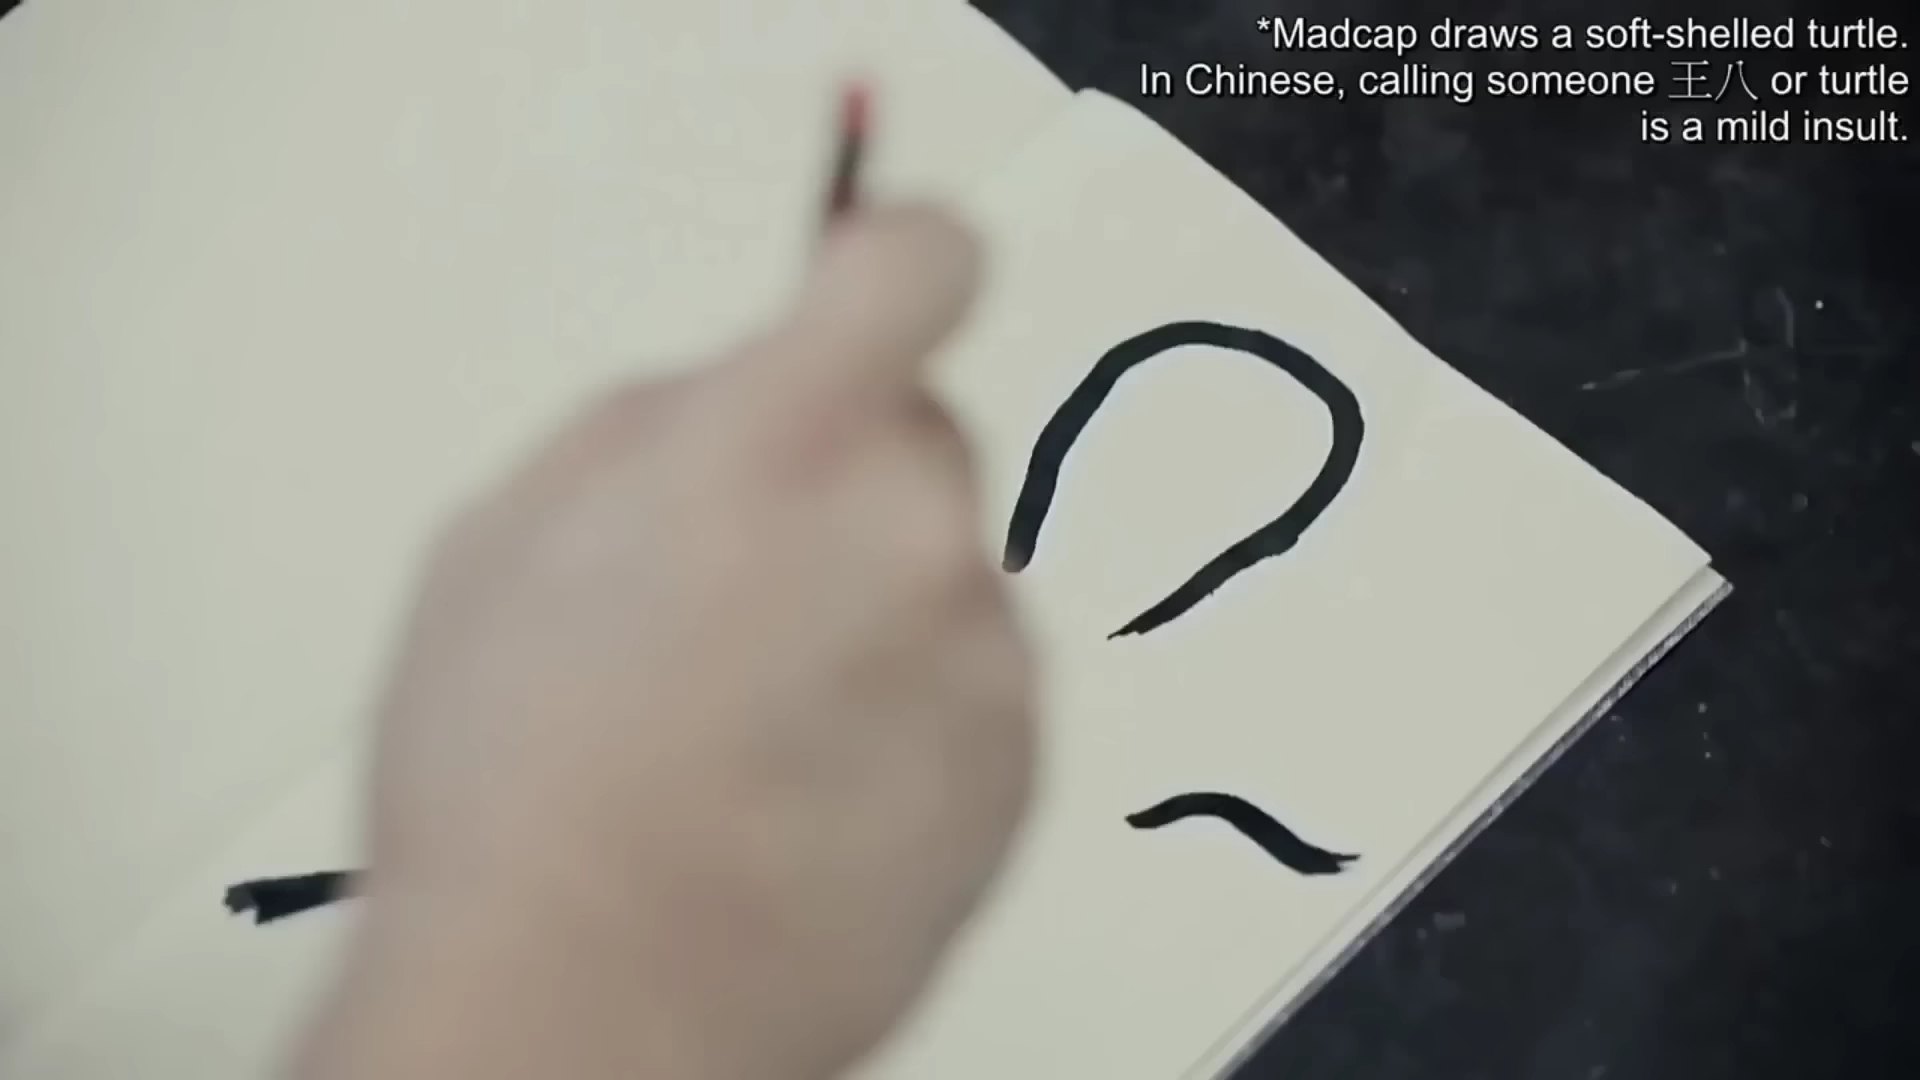 *Madcap draws a soft-shelled turtle.
In Chinese, calling someone 王八 or turtle
is a mild insult.